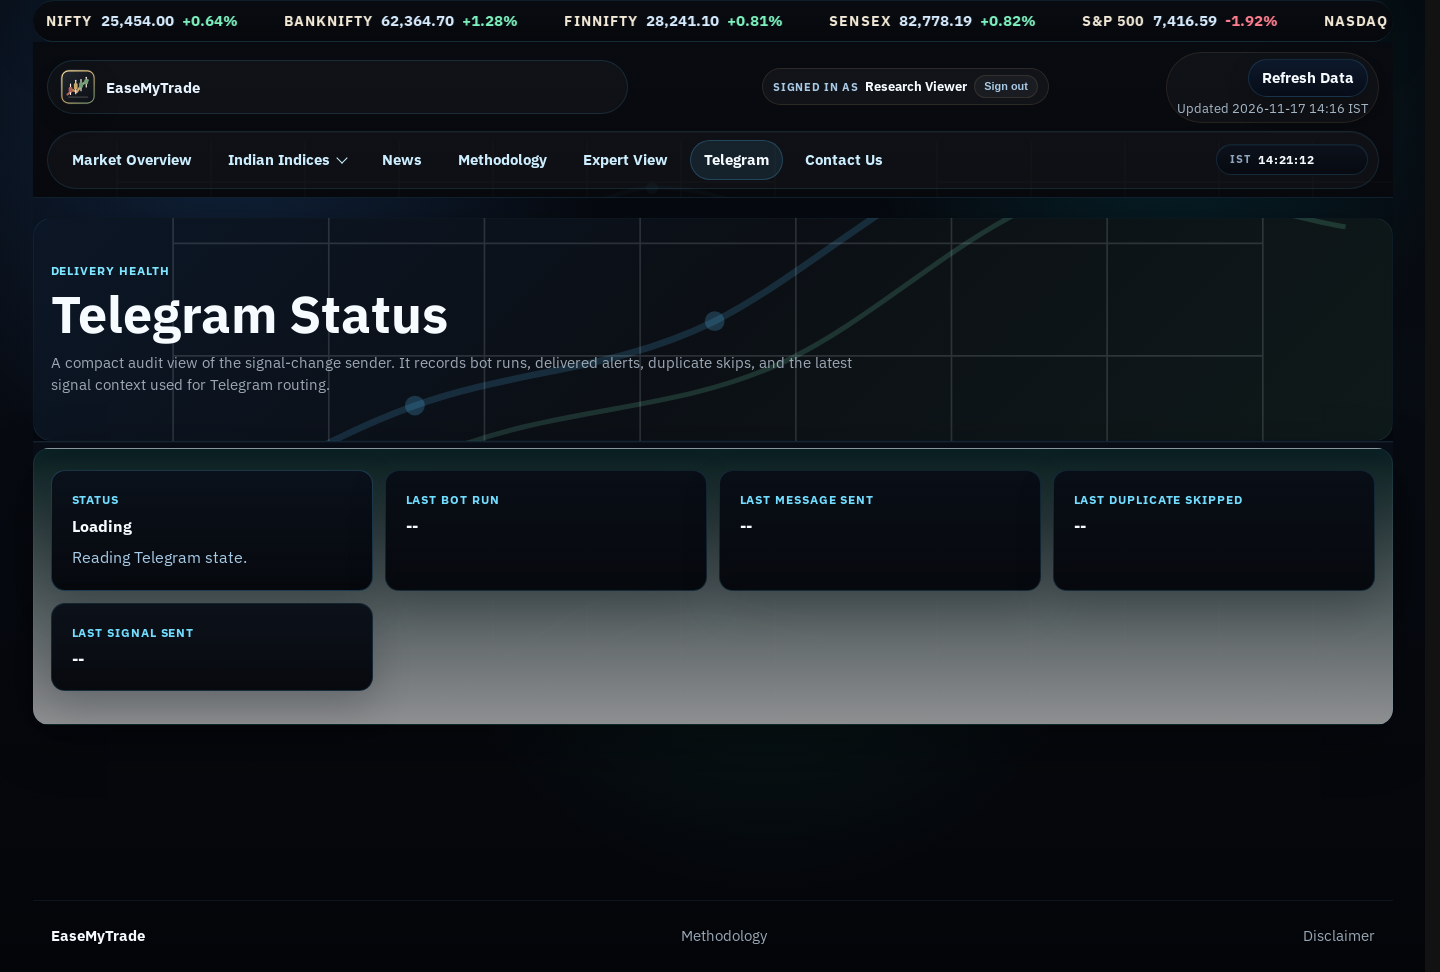 NIFTY 25,454.00 +0.64% BANKNIFTY 62,364.70 +1.28% FINNIFTY 28,241.10 +0.81% SENSEX 82,778.19 +0.82% S&P 500 7,416.59 -1.92% NASDAQ
EaseMyTrade
SIGNED IN AS Research Viewer Sign out
Refresh Data
Updated 2026-11-17 14:16 IST
Market Overview Indian Indices News Methodology Expert View Telegram Contact Us IST 14:21:12
DELIVERY HEALTH
Telegram Status
A compact audit view of the signal-change sender. It records bot runs, delivered alerts, duplicate skips, and the latest
signal context used for Telegram routing.
STATUS
Loading
Reading Telegram state.
LAST BOT RUN
--
LAST MESSAGE SENT
--
LAST DUPLICATE SKIPPED
--
LAST SIGNAL SENT
--
EaseMyTrade Methodology Disclaimer